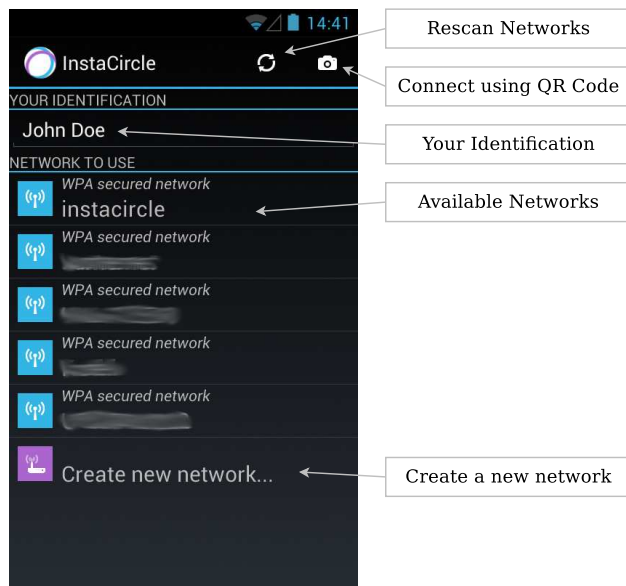 14:41
InstaCircle
YOUR IDENTIFICATION
John Doe
NETWORK TO USE
WPA secured network
instacircle
WPA secured network
WPA secured network
WPA secured network
WPA secured network
Create new network...
Rescan Networks
Connect using QR Code
Your Identification
Available Networks
Create a new network